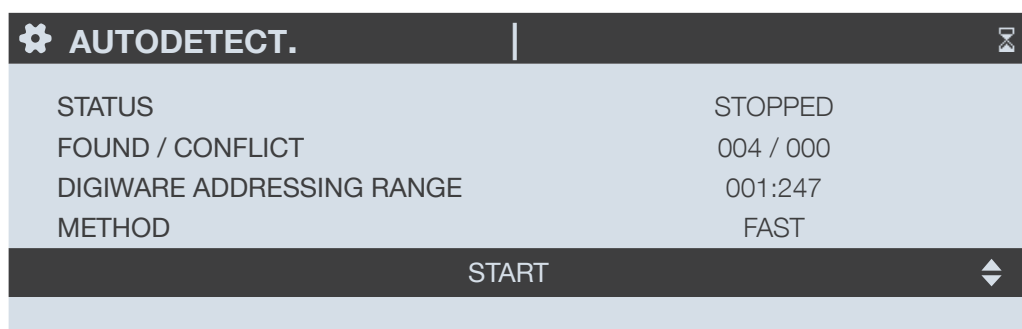 AUTODETECT.
STATUS STOPPED
FOUND / CONFLICT 004 / 000
DIGIWARE ADDRESSING RANGE 001:247
METHOD FAST
START